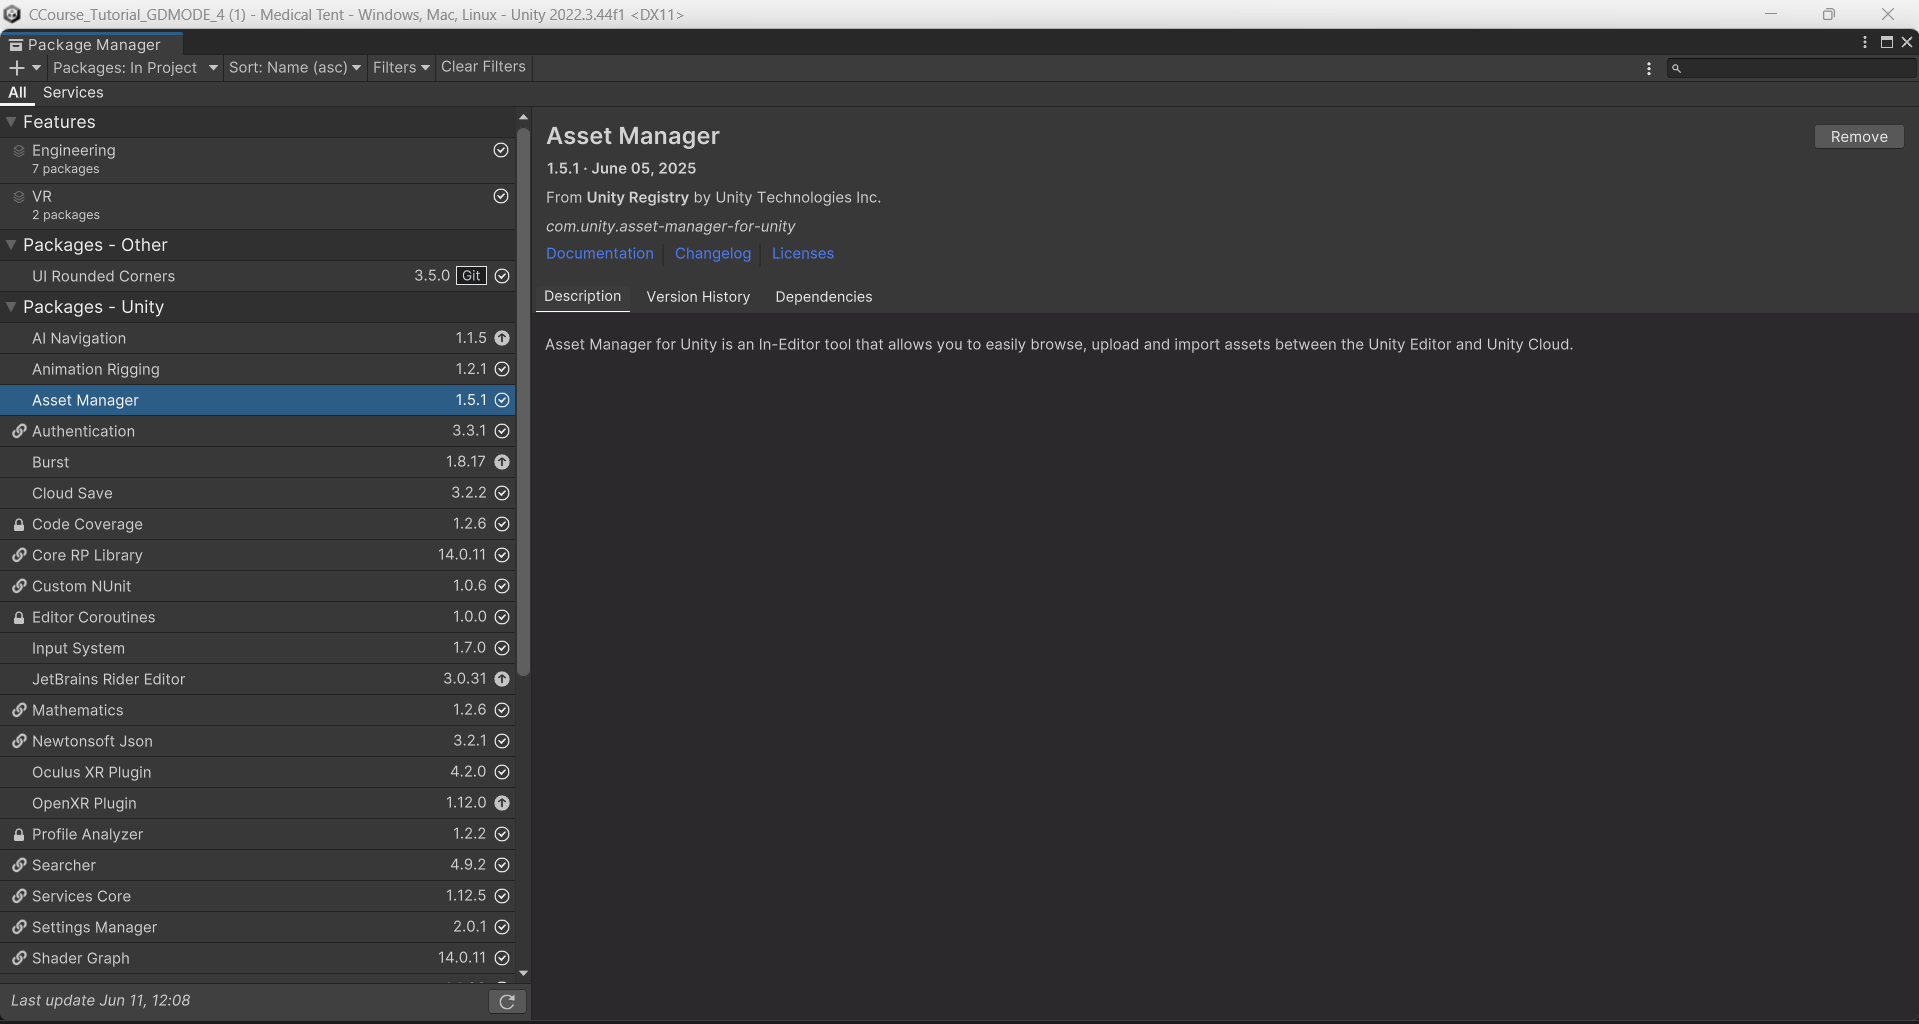 CCourse_Tutorial_GDMODE_4 (1) - Medical Tent - Windows, Mac, Linux - Unity 2022.3.44f1 <DX11>
Package Manager
Packages: In Project Sort: Name (asc) Filters Clear Filters
All Services
Features
Engineering
7 packages
VR
2 packages
Packages - Other
UI Rounded Corners 3.5.0 Git
Packages - Unity
AI Navigation 1.1.5
Animation Rigging 1.2.1
Asset Manager 1.5.1
Authentication 3.3.1
Burst 1.8.17
Cloud Save 3.2.2
Code Coverage 1.2.6
Core RP Library 14.0.11
Custom NUnit 1.0.6
Editor Coroutines 1.0.0
Input System 1.7.0
JetBrains Rider Editor 3.0.31
Mathematics 1.2.6
Newtonsoft Json 3.2.1
Oculus XR Plugin 4.2.0
OpenXR Plugin 1.12.0
Profile Analyzer 1.2.2
Searcher 4.9.2
Services Core 1.12.5
Settings Manager 2.0.1
Shader Graph 14.0.11
Last update Jun 11, 12:08
Asset Manager
Remove
1.5.1 · June 05, 2025
From Unity Registry by Unity Technologies Inc.
com.unity.asset-manager-for-unity
Documentation Changelog Licenses
Description Version History Dependencies
Asset Manager for Unity is an In-Editor tool that allows you to easily browse, upload and import assets between the Unity Editor and Unity Cloud.